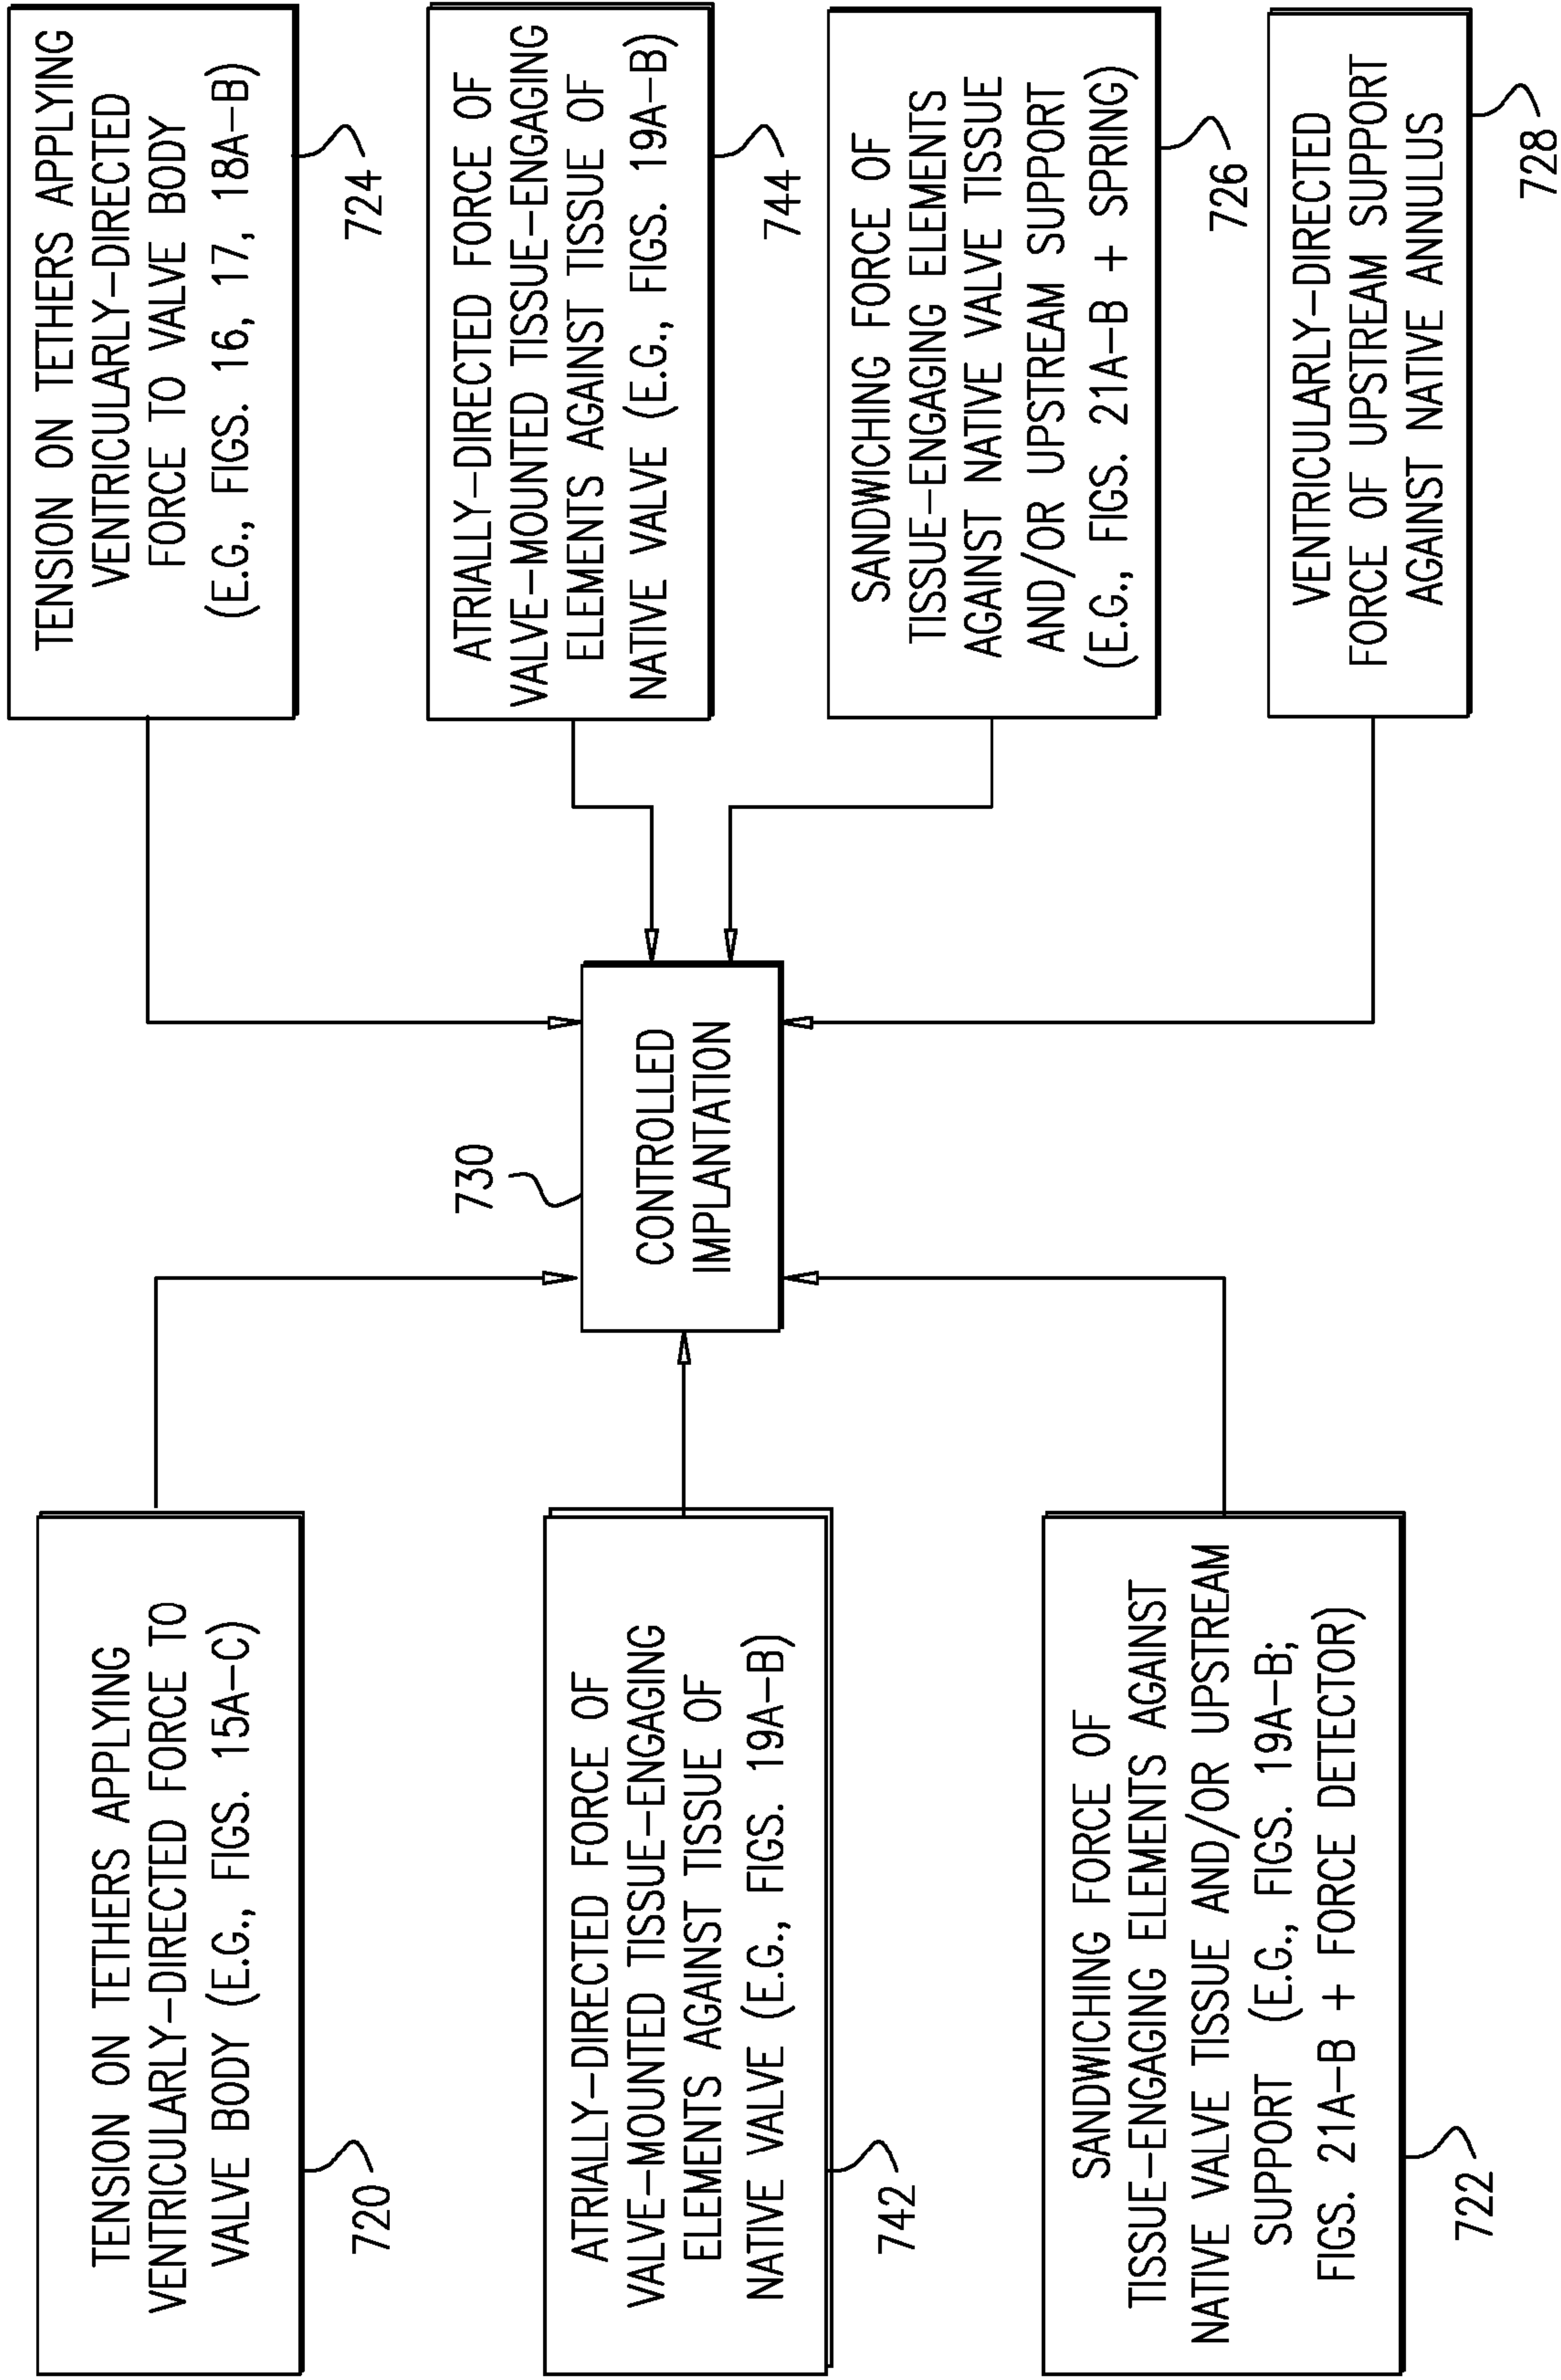 TENSION ON TETHERS APPLYING
VENTRICULARLY-DIRECTED FORCE TO
VALVE BODY (E.G., FIGS. 15A-C)
720
ATRIALLY-DIRECTED FORCE OF
VALVE-MOUNTED TISSUE-ENGAGING
ELEMENTS AGAINST TISSUE OF
NATIVE VALVE (E.G., FIGS. 19A-B)
742
SANDWICHING FORCE OF
TISSUE-ENGAGING ELEMENTS AGAINST
NATIVE VALVE TISSUE AND/OR UPSTREAM
SUPPORT (E.G., FIGS. 19A-B;
FIGS. 21A-B + FORCE DETECTOR)
722
730
CONTROLLED
IMPLANTATION
TENSION ON TETHERS APPLYING
VENTRICULARLY-DIRECTED
FORCE TO VALVE BODY
(E.G., FIGS. 16, 17, 18A-B)
724
ATRIALLY-DIRECTED FORCE OF
VALVE-MOUNTED TISSUE-ENGAGING
ELEMENTS AGAINST TISSUE OF
NATIVE VALVE (E.G., FIGS. 19A-B)
744
SANDWICHING FORCE OF
TISSUE-ENGAGING ELEMENTS
AGAINST NATIVE VALVE TISSUE
AND/OR UPSTREAM SUPPORT
(E.G., FIGS. 21A-B + SPRING)
726
VENTRICULARLY-DIRECTED
FORCE OF UPSTREAM SUPPORT
AGAINST NATIVE ANNULUS
728